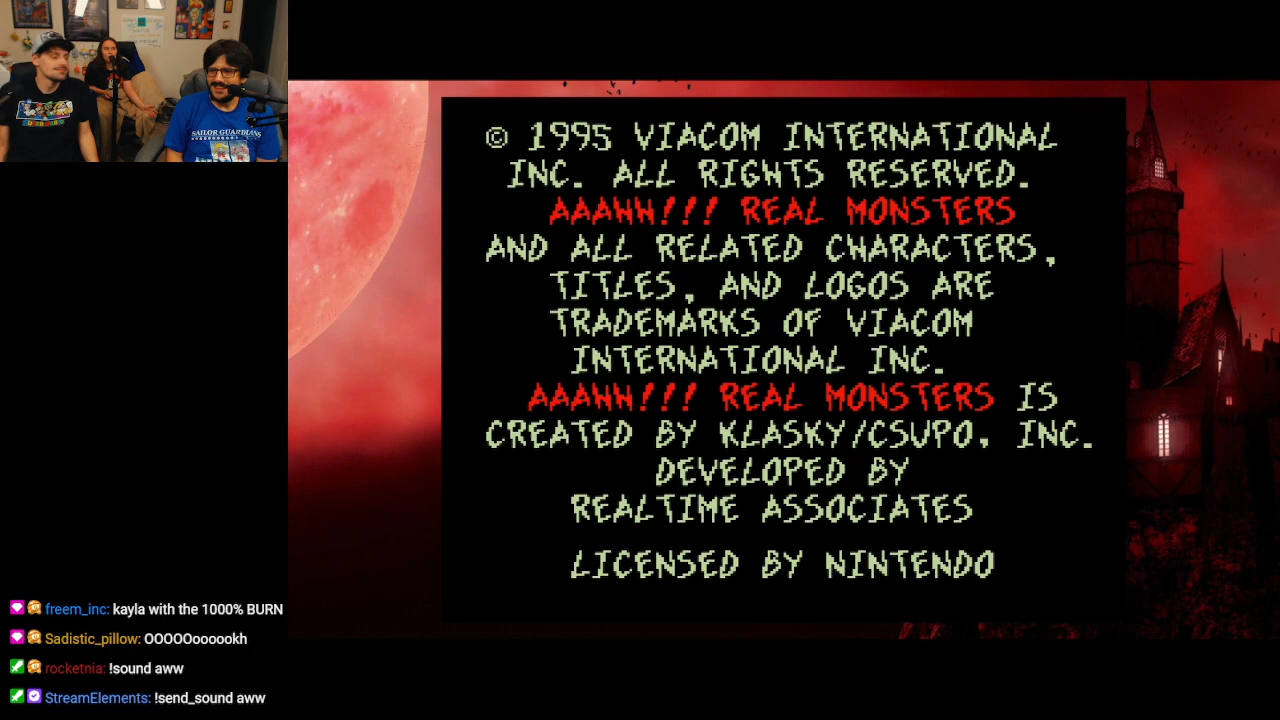 SAILOR GUARDIANS
© 1995 VIACOM INTERNATIONAL
INC. ALL RIGHTS RESERVED.
AAAHH!!! REAL MONSTERS
AND ALL RELATED CHARACTERS,
TITLES, AND LOGOS ARE
TRADEMARKS OF VIACOM
INTERNATIONAL INC.
AAAHH!!! REAL MONSTERS IS
CREATED BY KLASKY/CSUPO, INC.
DEVELOPED BY
REALTIME ASSOCIATES
LICENSED BY NINTENDO
freem_inc: kayla with the 1000% BURN
Sadistic_pillow: OOOOOoooookh
rocketnia: !sound aww
StreamElements: !send_sound aww